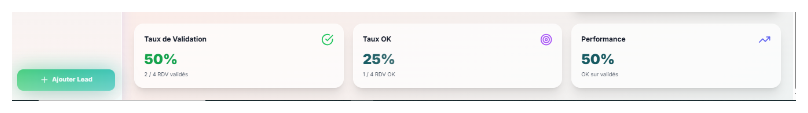 Taux de Validation
50%
2 / 4 RDV validés
Taux OK
25%
1 / 4 RDV OK
Performance
50%
OK sur validés
+ Ajouter Lead